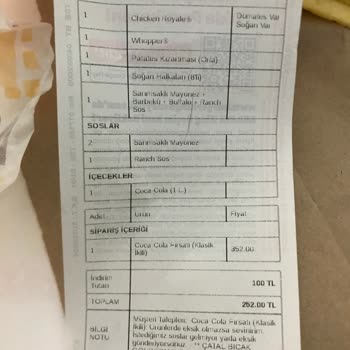 1 Chicken Royale® Domates Var
Soğan Var
1 Whopper®
1 Patates Kızartması (Orta)
1 Soğan Halkaları (8'li)
1 Sarımsaklı Mayonez +
Barbekü + Buffalo + Ranch
Sos
SOSLAR
2 Sarımsaklı Mayonez
1 Ranch Sos
İÇECEKLER
1 Coca-Cola (1 L)
Adet Ürün Fiyat
SİPARİŞ İÇERİĞİ
1 Coca Cola Fırsatı (Klasik 352.00
İkili)
İndirim 100 TL
Tutarı
TOPLAM 252.00 TL
BİLGİ Müşteri Talepleri: Coca Cola Fırsatı (Klasik
NOTU İkili): Ürünlerde eksik olmazsa sevinirim.
İstediğimiz soslar gelmiyor yada eksik
gönderiyorsunuz. ** ÇATAL BIÇAK